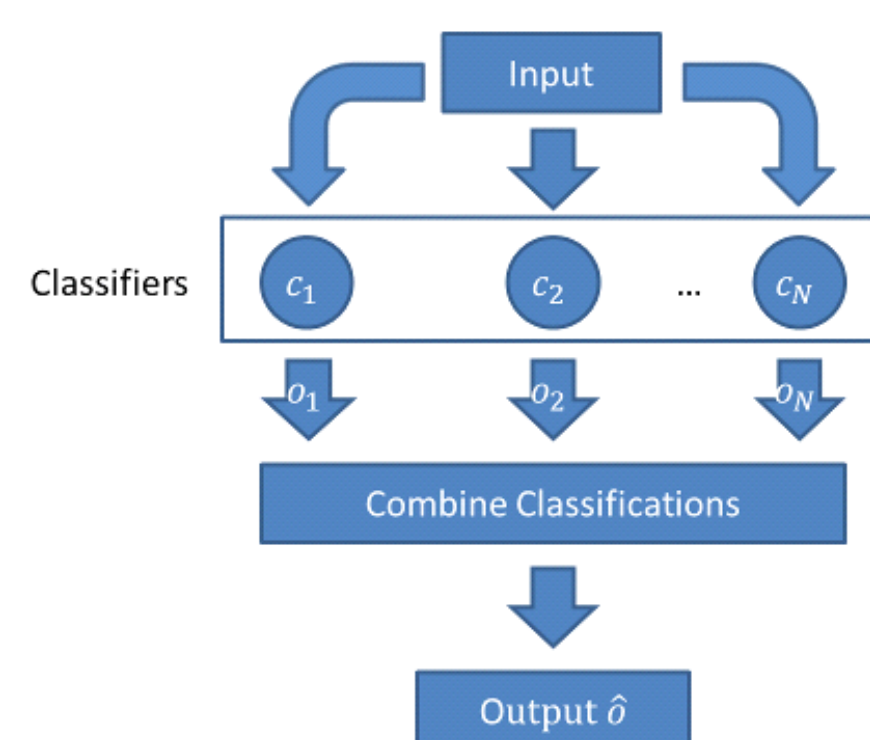 Input
Classifiers
c₁ c₂ ... c_N
o₁ o₂ o_N
Combine Classifications
Output ô